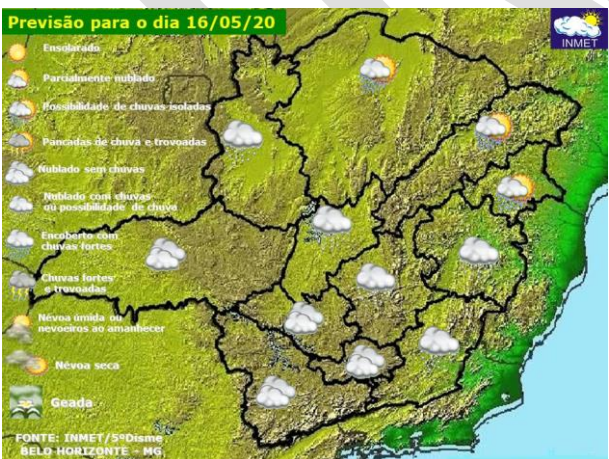 Previsão para o dia 16/05/20
INMET
Ensolarado
Parcialmente nublado
Possibilidade de chuvas isoladas
Pancadas de chuva e trovoadas
Nublado sem chuvas
Nublado com chuvas
ou possibilidade de chuva
Encoberto com
chuvas fortes
Chuvas fortes
e trovoadas
Névoa úmida ou
nevoeiros ao amanhecer
Névoa seca
Geada
FONTE: INMET/5ºDisme
BELO HORIZONTE - MG